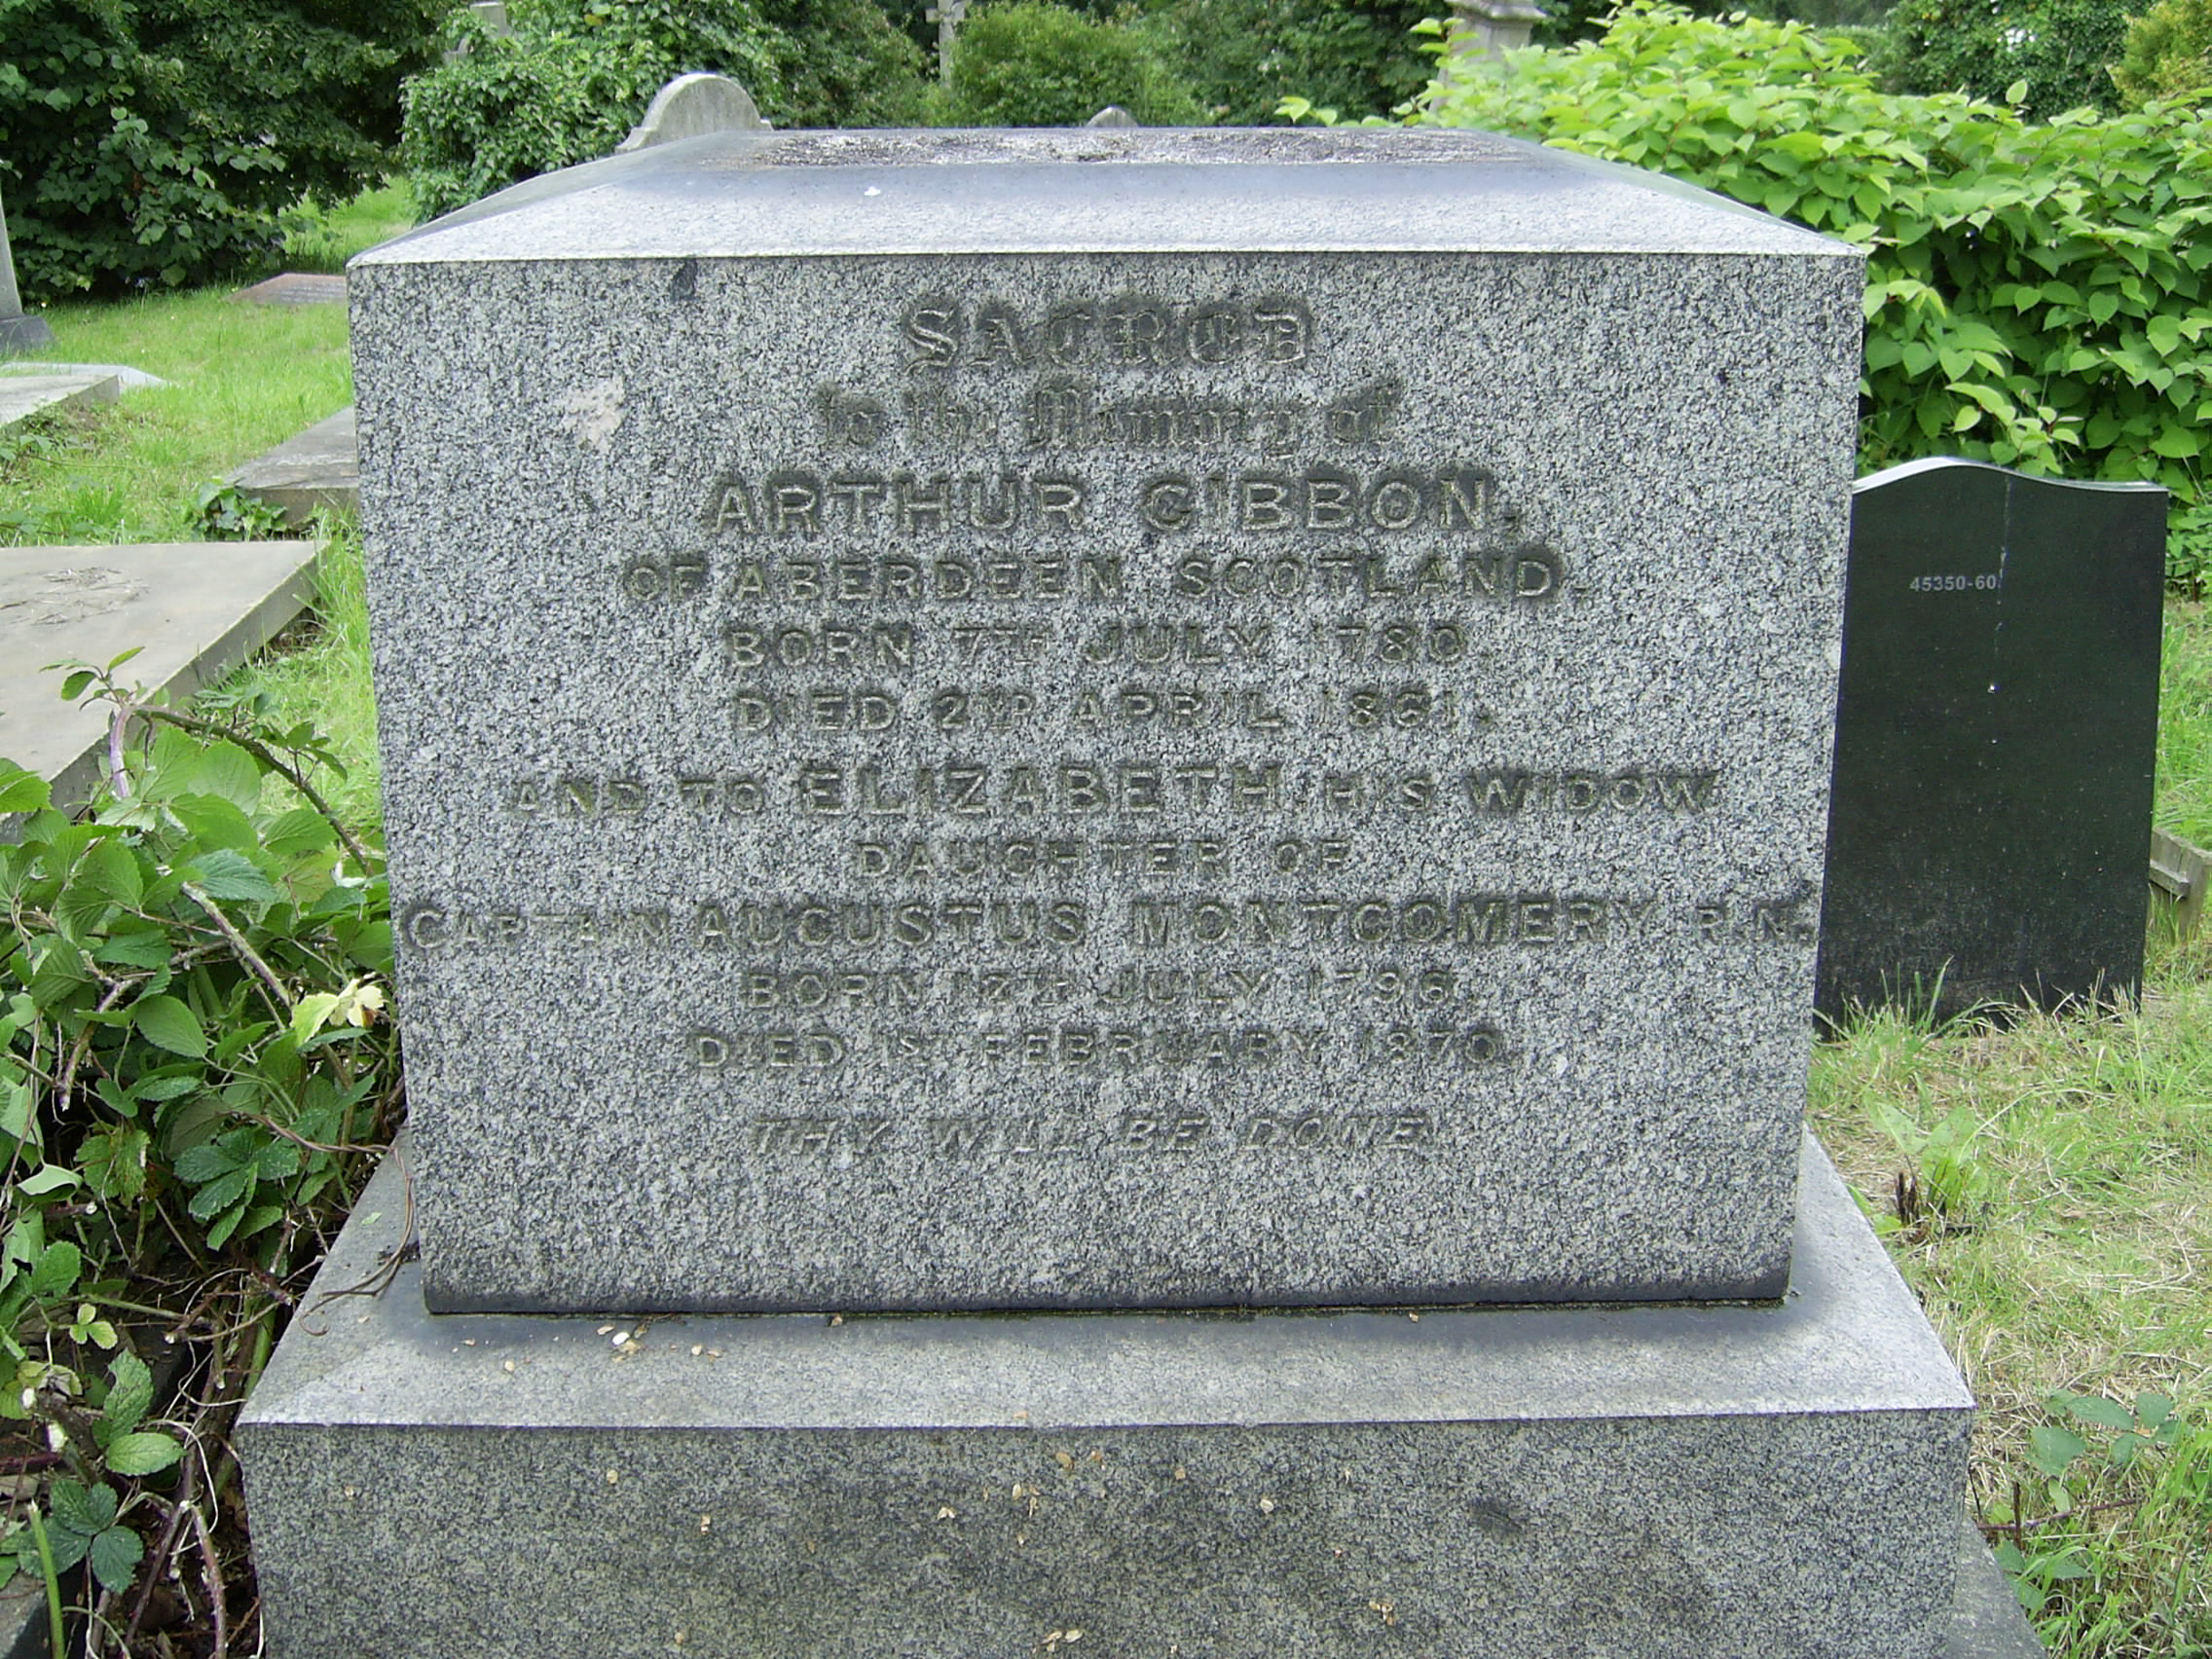 SACRED
to the Memory of
ARTHUR GIBBON,
OF ABERDEEN SCOTLAND.
BORN 7TH JULY 1780.
DIED 2ND APRIL 1861.
AND TO ELIZABETH HIS WIDOW
DAUGHTER OF
CAPTAIN AUGUSTUS MONTGOMERY R.N.
BORN 17TH JULY 1796.
DIED 1ST FEBRUARY 1870.
THY WILL BE DONE
45350-60